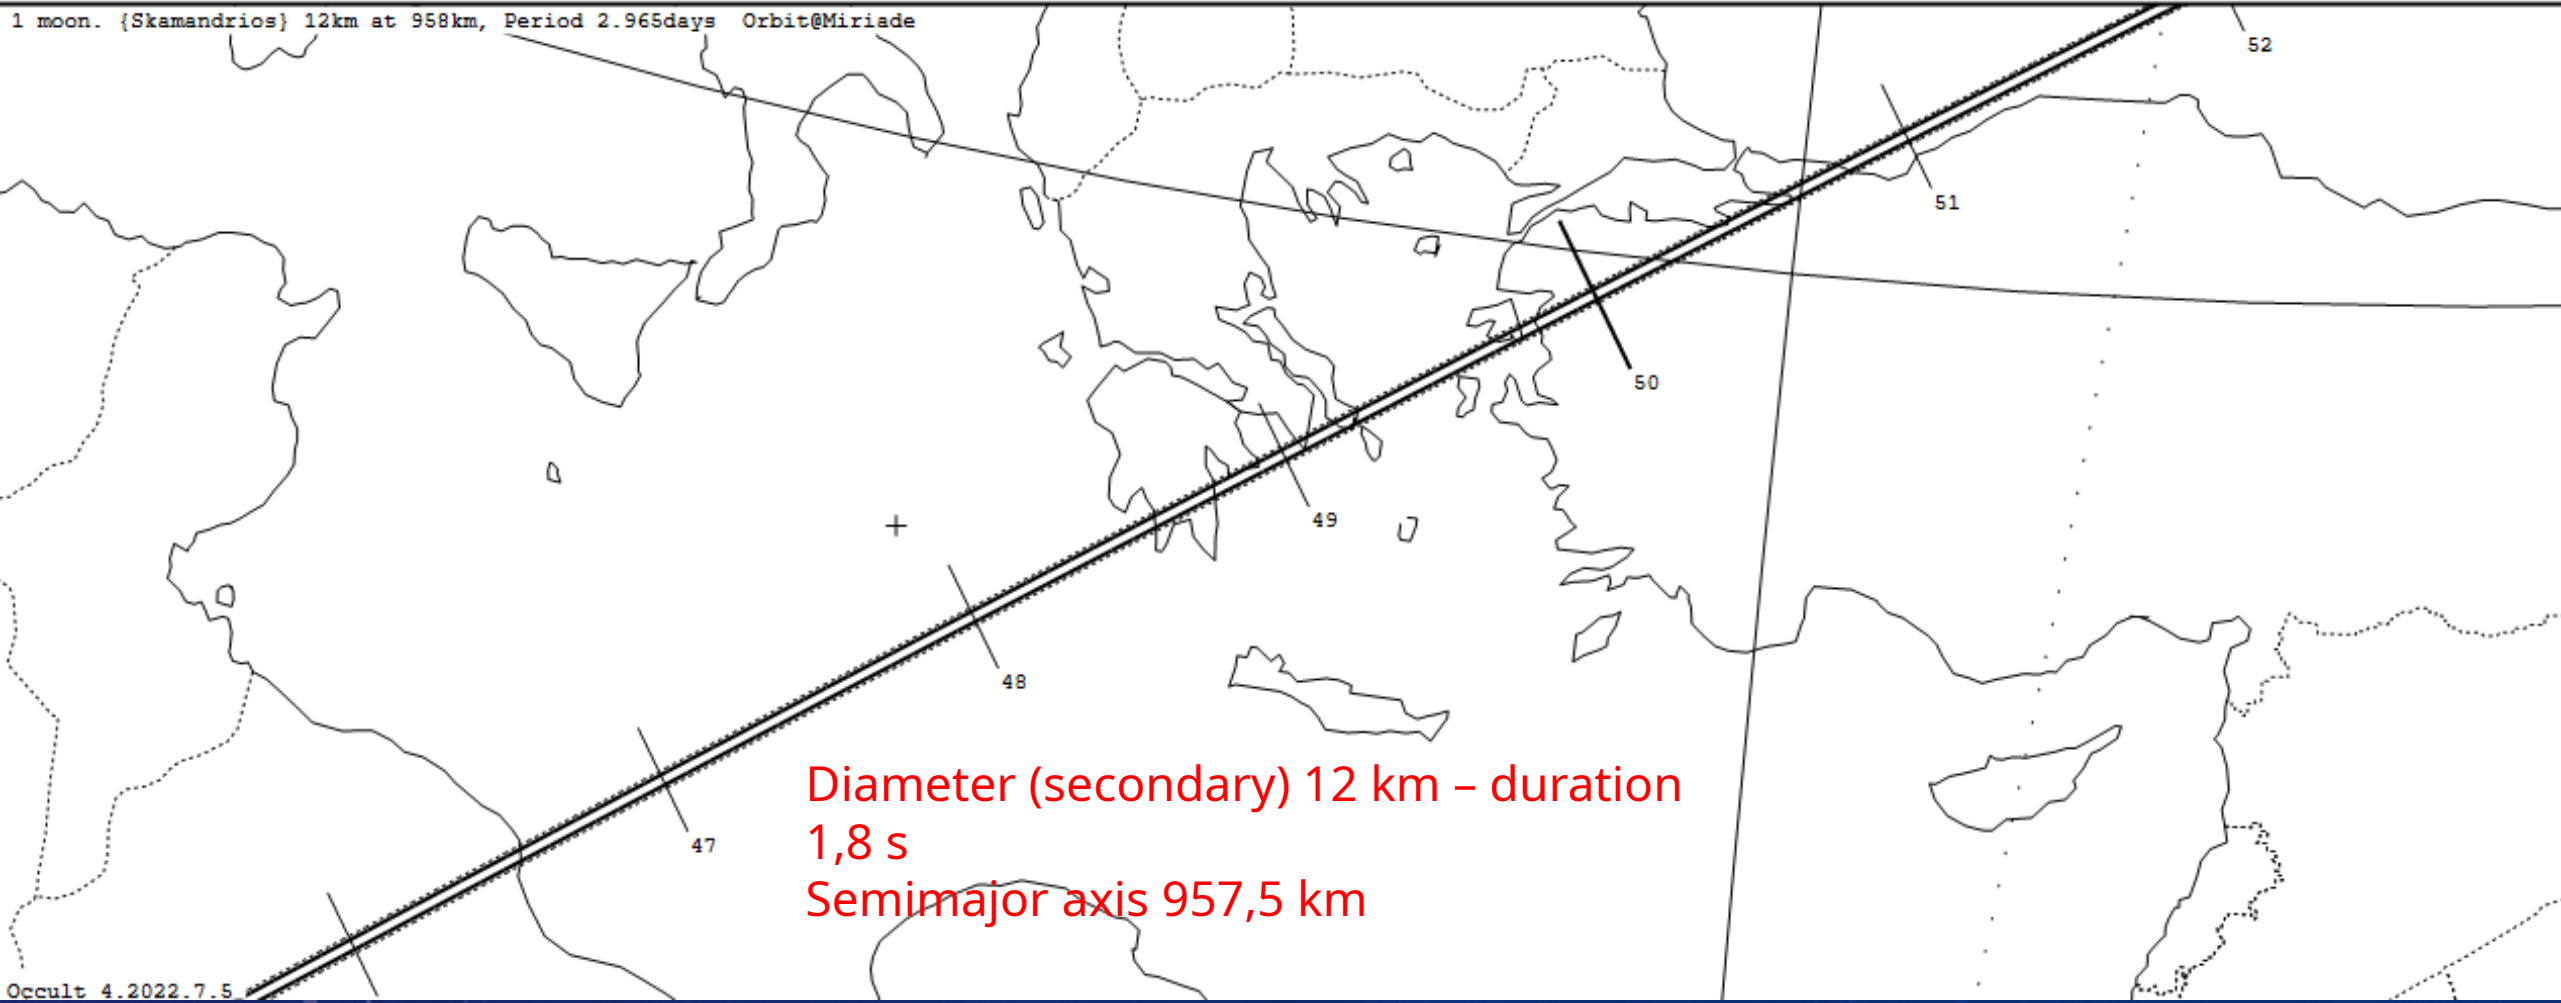 1 moon. {Skamandrios} 12km at 958km, Period 2.965days Orbit@Miriade
52
51
50
49
48
47
Diameter (secondary) 12 km – duration
1,8 s
Semimajor axis 957,5 km
Occult 4.2022.7.5